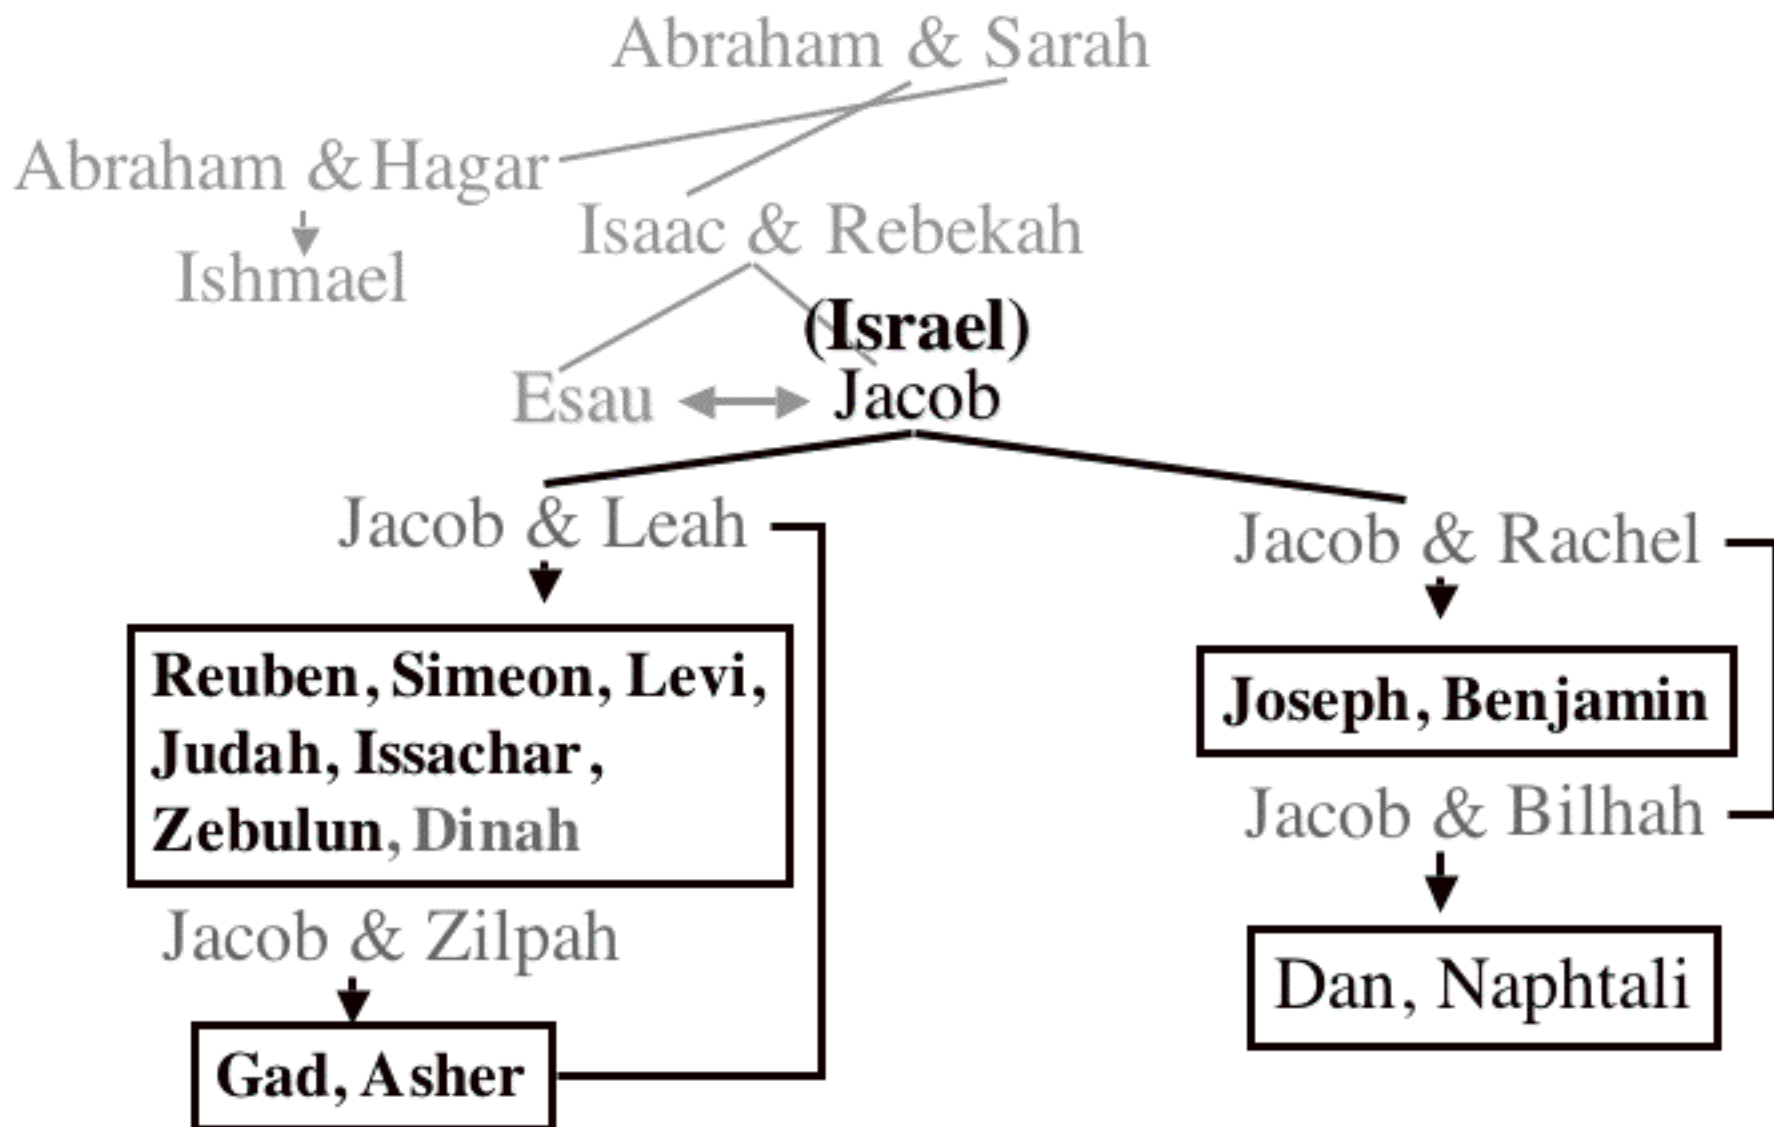 Abraham & Sarah
Abraham & Hagar
Ishmael
Isaac & Rebekah
(Israel)
Esau
Jacob
Jacob & Leah
Reuben, Simeon, Levi,
Judah, Issachar,
Zebulun, Dinah
Jacob & Zilpah
Gad, Asher
Jacob & Rachel
Joseph, Benjamin
Jacob & Bilhah
Dan, Naphtali